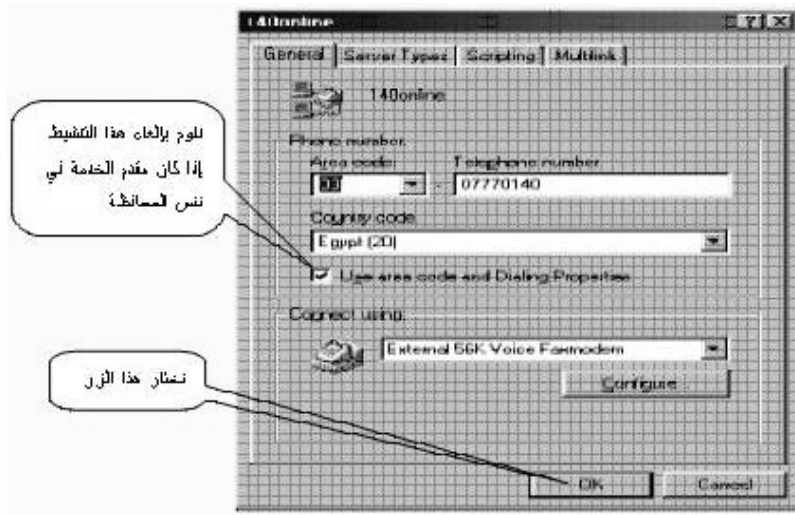 140online
General Server Types Scripting Multilink
140online
Phone number:
Area code: Telephone number:
03 - 07770140
Country code:
Egypt (20)
Use area code and Dialing Properties
Connect using:
External 56K Voice Faxmodem
Configure...
OK Cancel
نقوم بإلغاء هذا التنشيط
إذا كان مقدم الخدمة في
نفس المحافظة
نختار هذا الزر